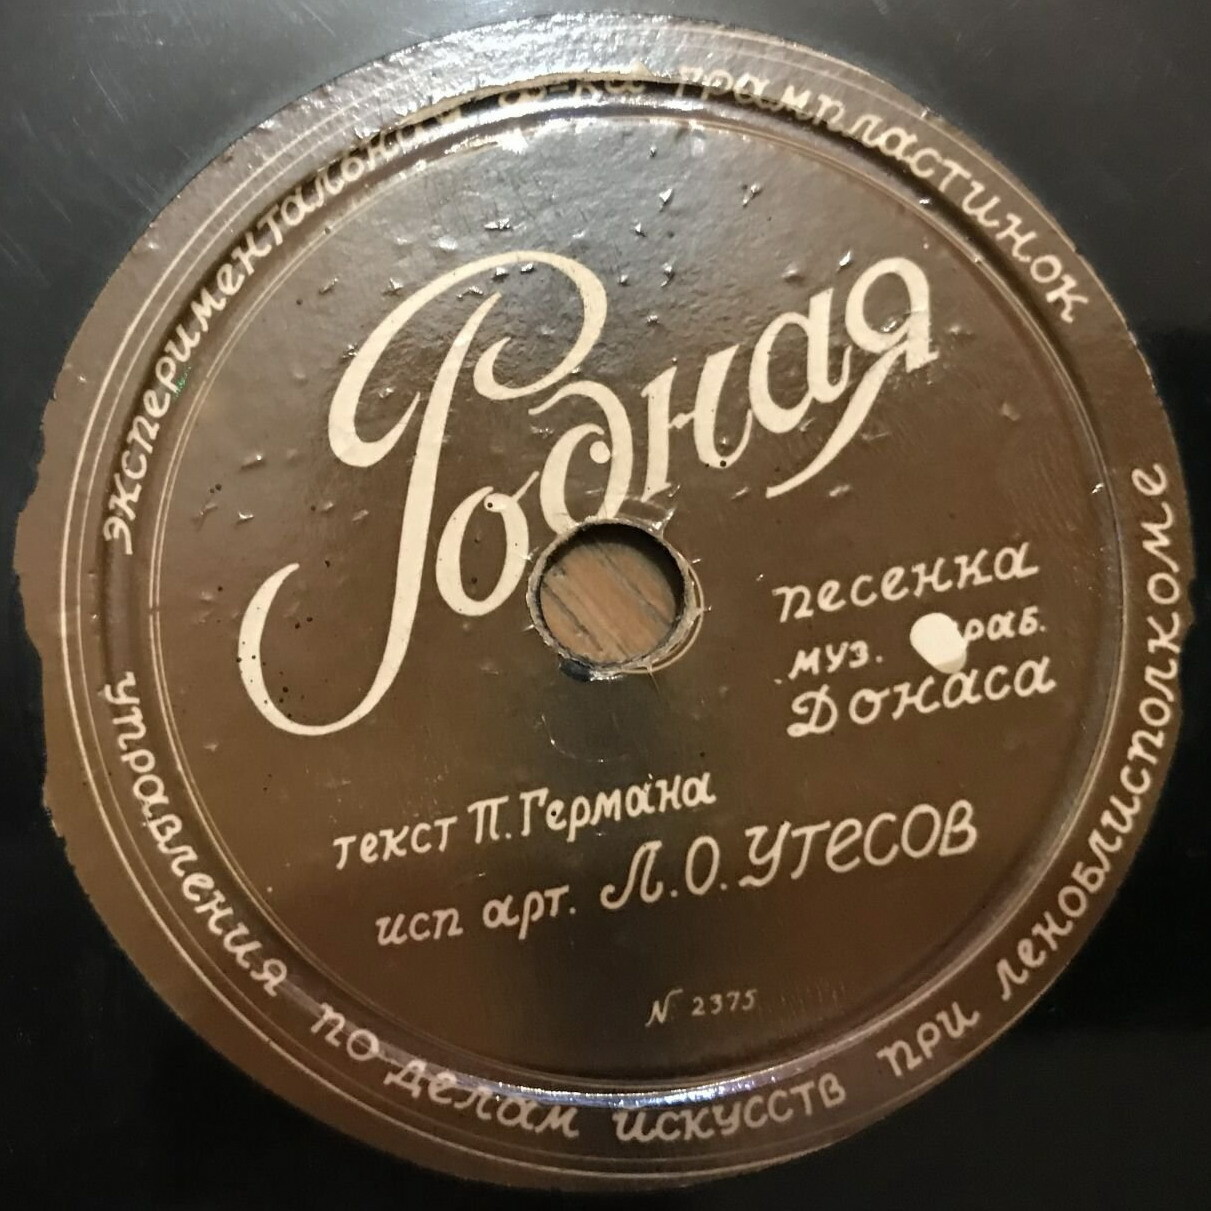 экспериментальная ф-ка грампластинок
Родная
песенка
муз.
Донаса
текст П. Германа
исп арт. Л. О. Утесов
№ 2375
управления по делам искусств при леноблисполкоме